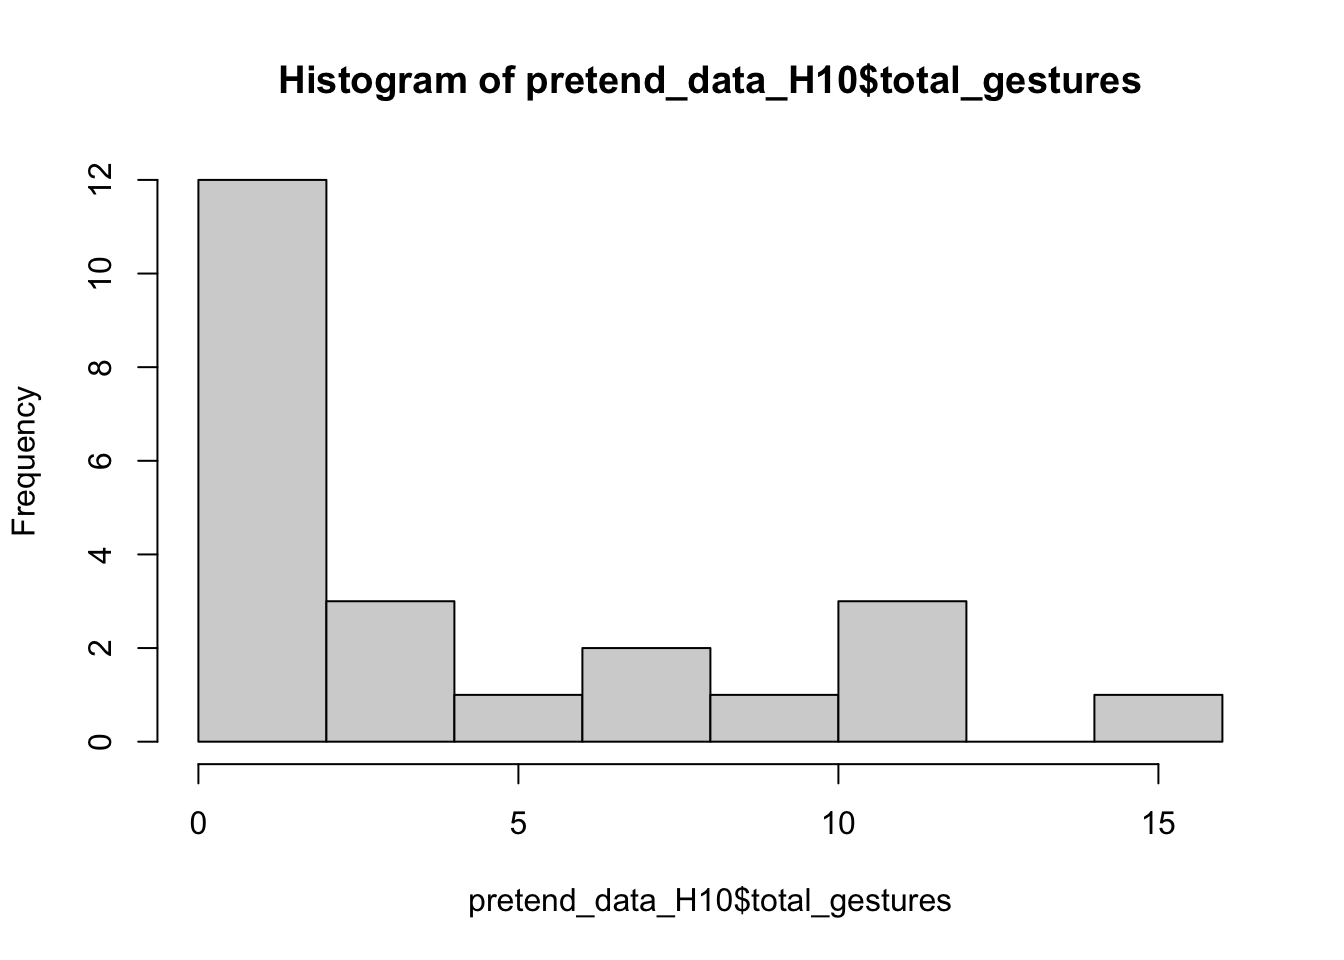 Histogram of pretend_data_H10$total_gestures
Frequency
12
10
8
6
4
2
0
0 5 10 15
pretend_data_H10$total_gestures